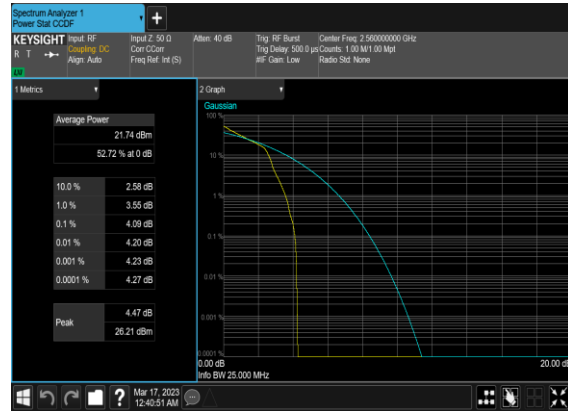 Spectrum Analyzer 1
Power Stat CCDF
KEYSIGHT
R T
LW
Input: RF
Coupling: DC
Align: Auto
Input Z: 50 Ω
Corr CCorr
Freq Ref: Int (S)
Atten: 40 dB
Trig: RF Burst
Trig Delay: 500.0 µs
#IF Gain: Low
Center Freq: 2.560000000 GHz
Counts: 1.00 M/1.00 Mpt
Radio Std: None
1 Metrics
Average Power
21.74 dBm
52.72 % at 0 dB
10.0 % 2.58 dB
1.0 % 3.55 dB
0.1 % 4.09 dB
0.01 % 4.20 dB
0.001 % 4.23 dB
0.0001 % 4.27 dB
Peak
4.47 dB
26.21 dBm
2 Graph
Gaussian
100 %
10 %
1 %
0.1 %
0.01 %
0.001 %
0.0001 %
0.00 dB
20.00 dB
Info BW 25.000 MHz
?
Mar 17, 2023
12:40:51 AM